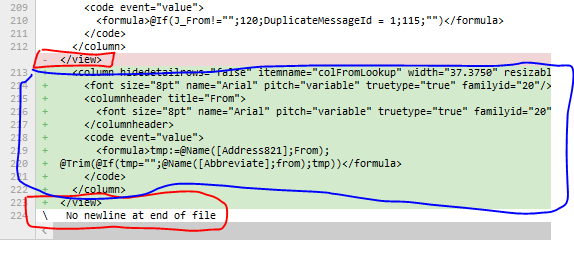 209 <code event="value">
210 <formula>@If(J_From!="";120;DuplicateMessageId = 1;115;"")</formula>
211 </code>
212 </column>
- </view>
213 <column hidedetailrows="false" itemname="colFromLookup" width="37.3750" resizabl
214 + <font size="8pt" name="Arial" pitch="variable" truetype="true" familyid="20"/>
215 + <columnheader title="From">
216 + <font size="8pt" name="Arial" pitch="variable" truetype="true" familyid="20"
217 + </columnheader>
218 + <code event="value">
219 + <formula>tmp:=@Name([Address821];From);
220 + @Trim(@If(tmp="";@Name([Abbreviate];from);tmp))</formula>
221 + </code>
222 + </column>
223 + </view>
224 \ No newline at end of file